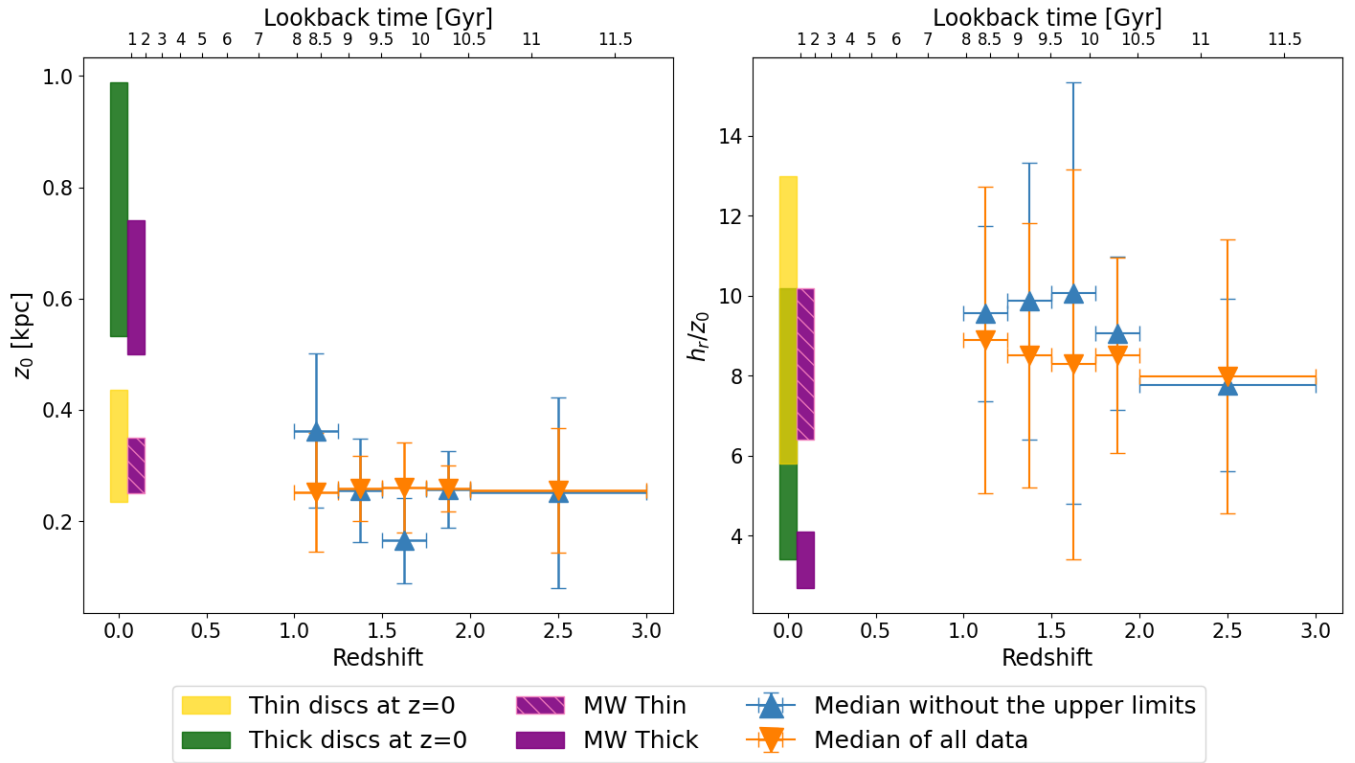 Lookback time [Gyr]
1 2 3 4 5 6 7 8 8.5 9 9.5 10 10.5 11 11.5
1.0
0.8
0.6
0.4
0.2
z₀ [kpc]
0.0 0.5 1.0 1.5 2.0 2.5 3.0
Redshift
Lookback time [Gyr]
1 2 3 4 5 6 7 8 8.5 9 9.5 10 10.5 11 11.5
14
12
10
8
6
4
hᵣ/z₀
0.0 0.5 1.0 1.5 2.0 2.5 3.0
Redshift
Thin discs at z=0
Thick discs at z=0
MW Thin
MW Thick
Median without the upper limits
Median of all data